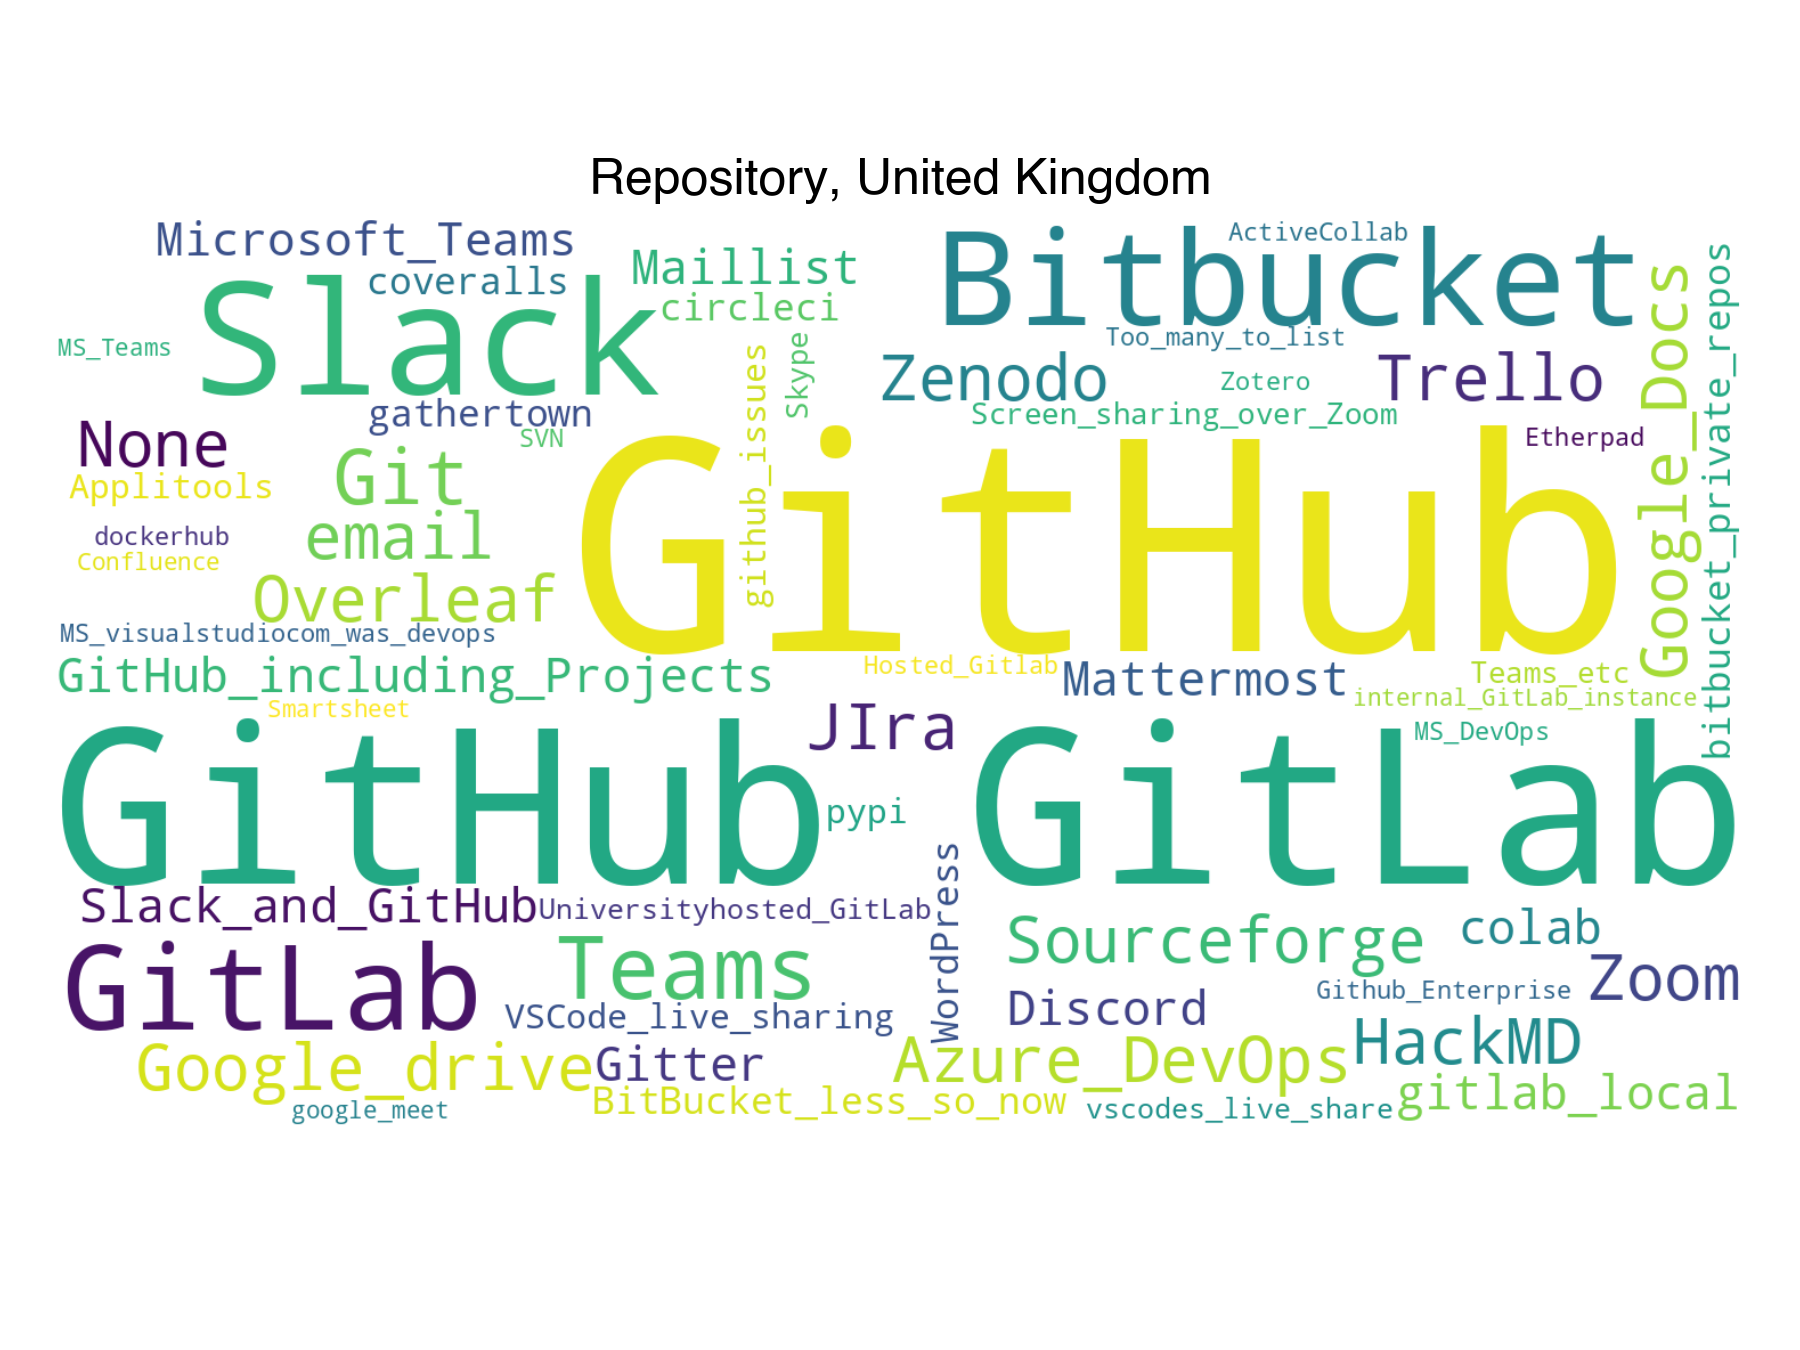 Repository, United Kingdom
Microsoft_Teams
ActiveCollab
Bitbucket
Maillist
coveralls
Slack
circleci
Too_many_to_list
MS_Teams
Skype
Zenodo
Zotero
Trello
Google_Docs
bitbucket_private_repos
gathertown
Screen_sharing_over_Zoom
None
SVN
Etherpad
github_issues
GitHub
Git
Applitools
email
dockerhub
Confluence
Overleaf
MS_visualstudiocom_was_devops
GitHub_including_Projects
Hosted_Gitlab
Mattermost
Teams_etc
internal_GitLab_instance
Smartsheet
JIra
MS_DevOps
GitHub
pypi
GitLab
Slack_and_GitHub
Universityhosted_GitLab
WordPress
Sourceforge
colab
GitLab
Teams
Zoom
Github_Enterprise
VSCode_live_sharing
Discord
HackMD
Google_drive
Gitter
Azure_DevOps
gitlab_local
google_meet
BitBucket_less_so_now
vscodes_live_share